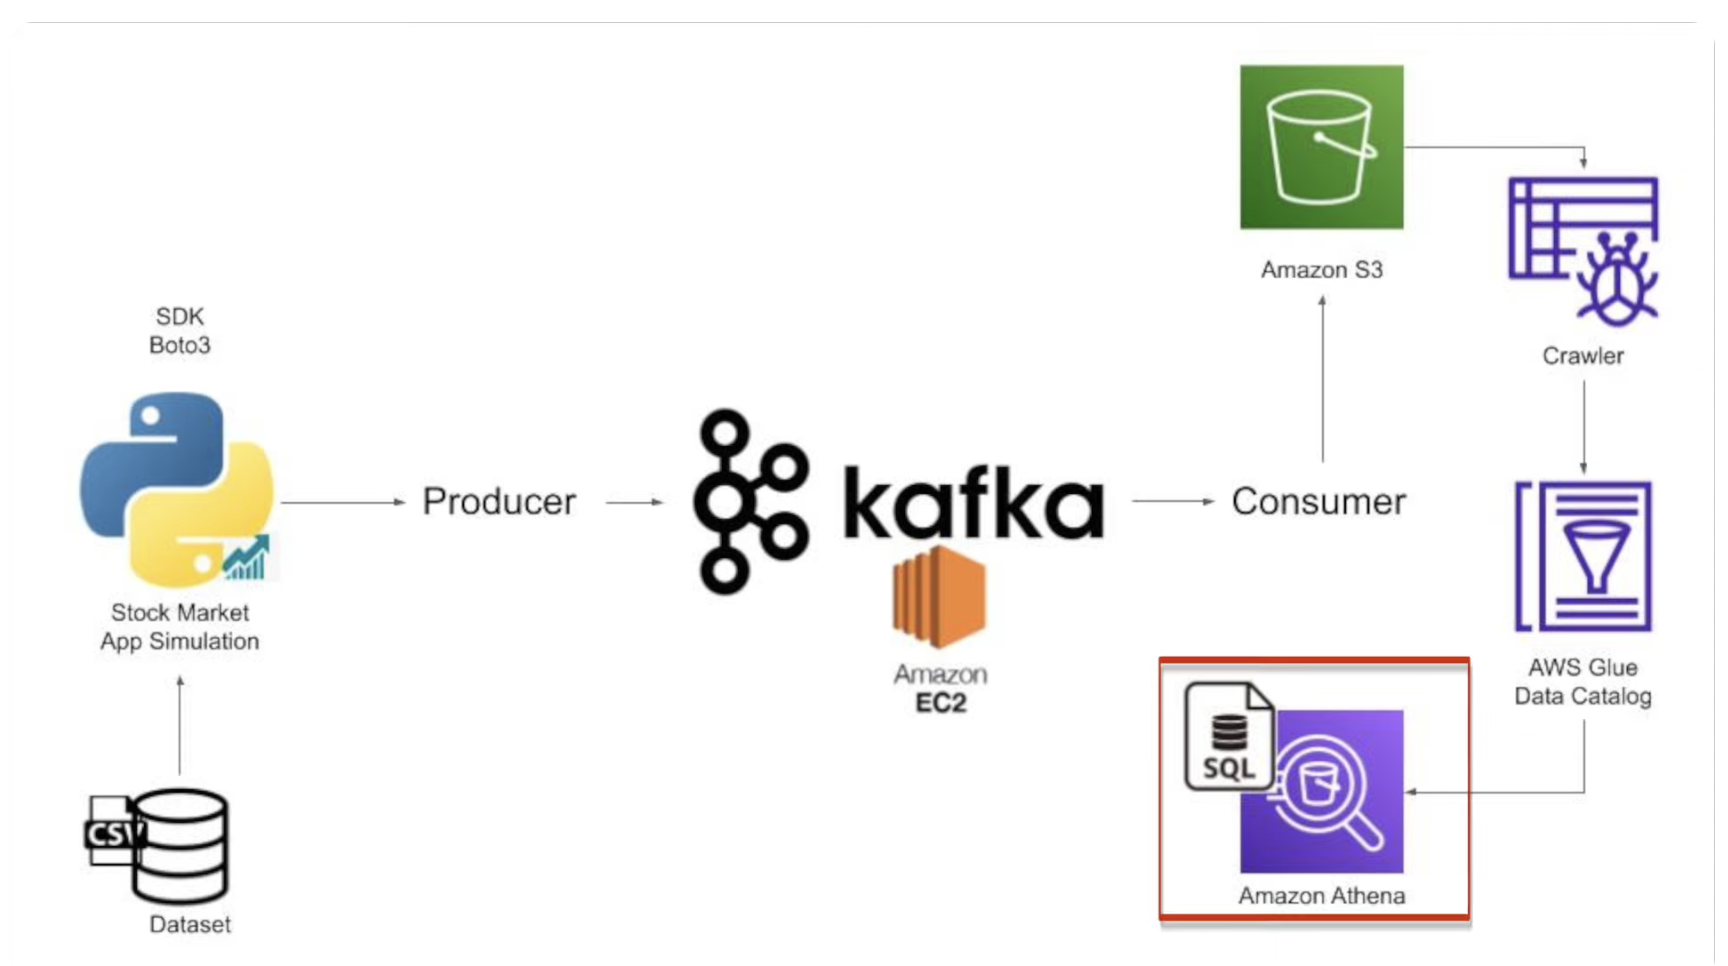 SDK
Boto3
Stock Market
App Simulation
CSV
Dataset
Producer
kafka
Amazon
EC2
Consumer
Amazon S3
Crawler
AWS Glue
Data Catalog
SQL
Amazon Athena